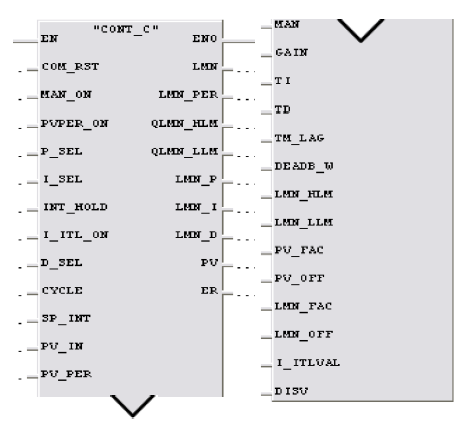 "CONT_C"
EN ENO
COM_RST LMN
MAN_ON LMN_PER
PVPER_ON QLMN_HLM
P_SEL QLMN_LLM
I_SEL LMN_P
INT_HOLD LMN_I
I_ITL_ON LMN_D
D_SEL PV
CYCLE ER
SP_INT
PV_IN
PV_PER
MAN
GAIN
TI
TD
TM_LAG
DEADB_W
LMN_HLM
LMN_LLM
PV_FAC
PV_OFF
LMN_FAC
LMN_OFF
I_ITLVAL
DISV